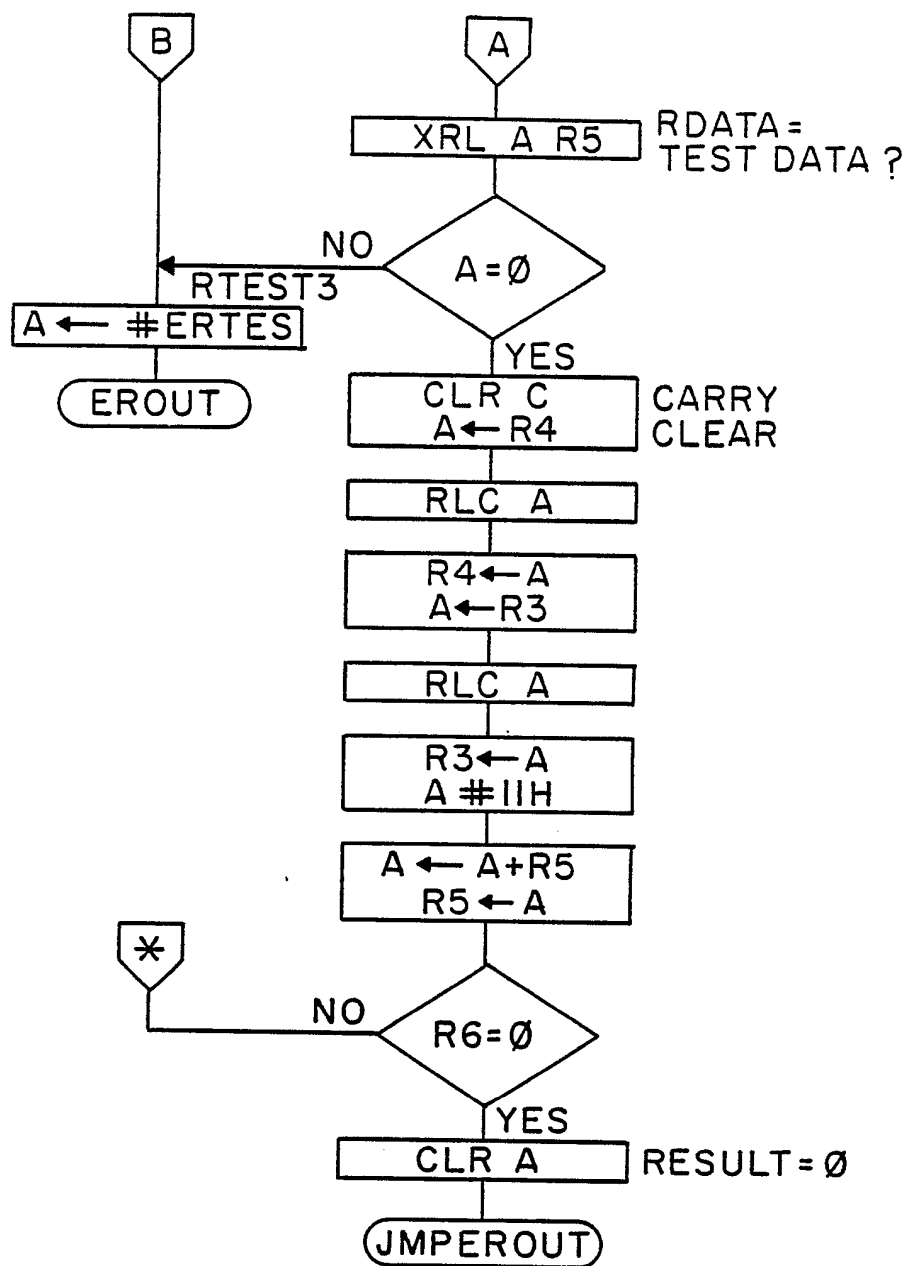 B
A
XRL A R5
RDATA=
TEST DATA ?
NO
A=Ø
RTEST3
A ← #ERTES
YES
EROUT
CLR C
A ← R4
CARRY
CLEAR
RLC A
R4 ← A
A ← R3
RLC A
R3 ← A
A #11H
A ← A+R5
R5 ← A
*
NO
R6=Ø
YES
CLR A
RESULT=Ø
JMPEROUT